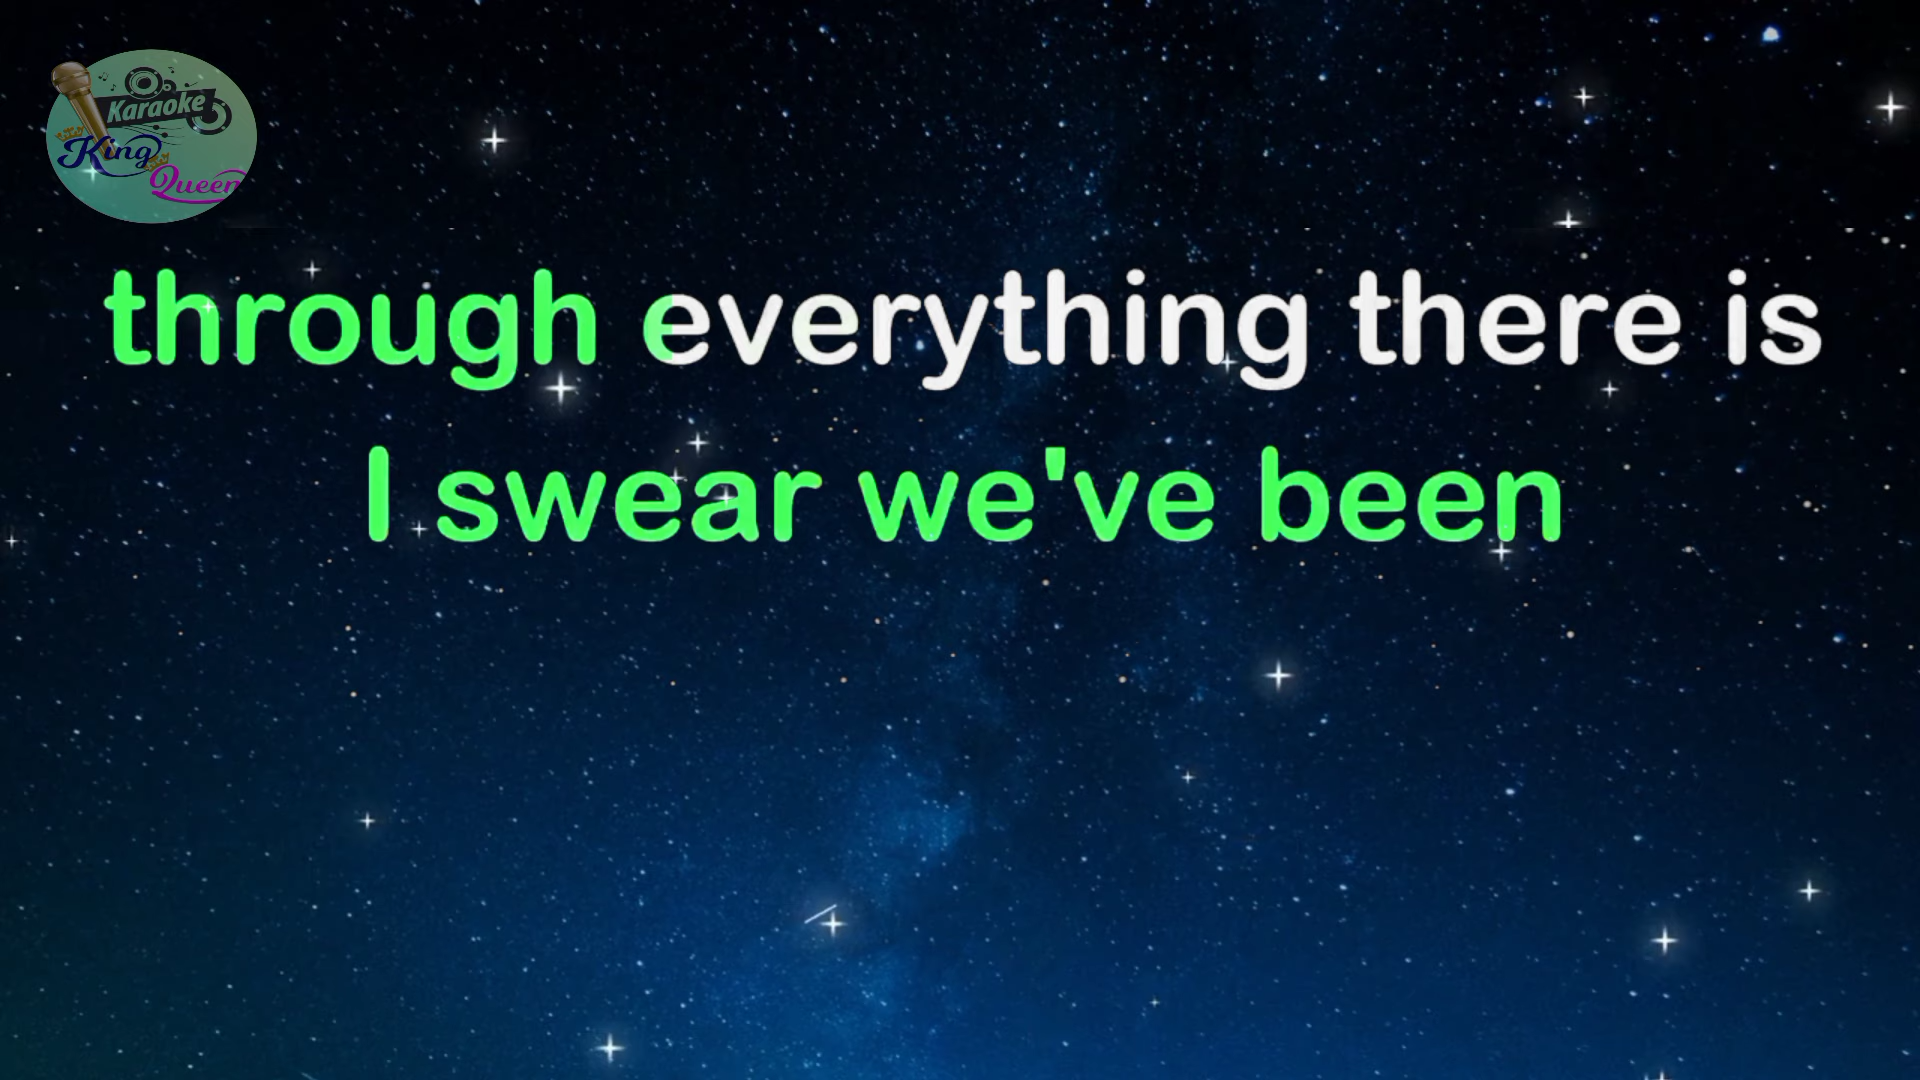 Karaoke
King
Queen
through everything there is
I swear we've been